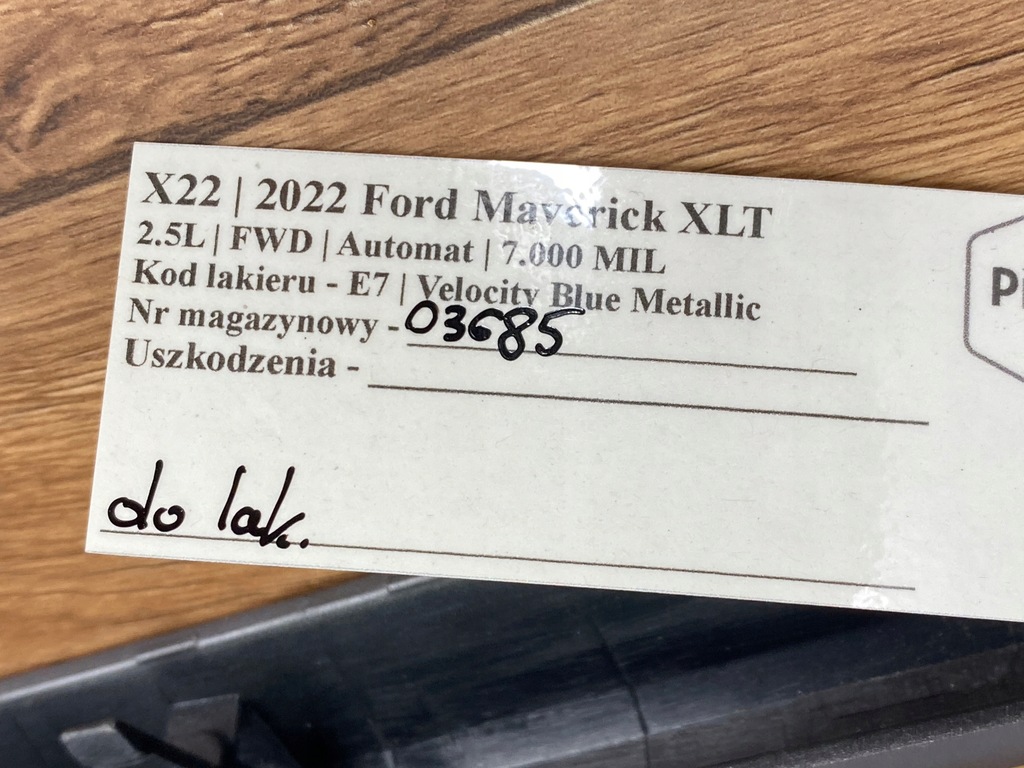 X22 | 2022 Ford Maverick XLT
2.5L | FWD | Automat | 7.000 MIL
Kod lakieru - E7 | Velocity Blue Metallic
Nr magazynowy - 03685
Uszkodzenia -
do lak.